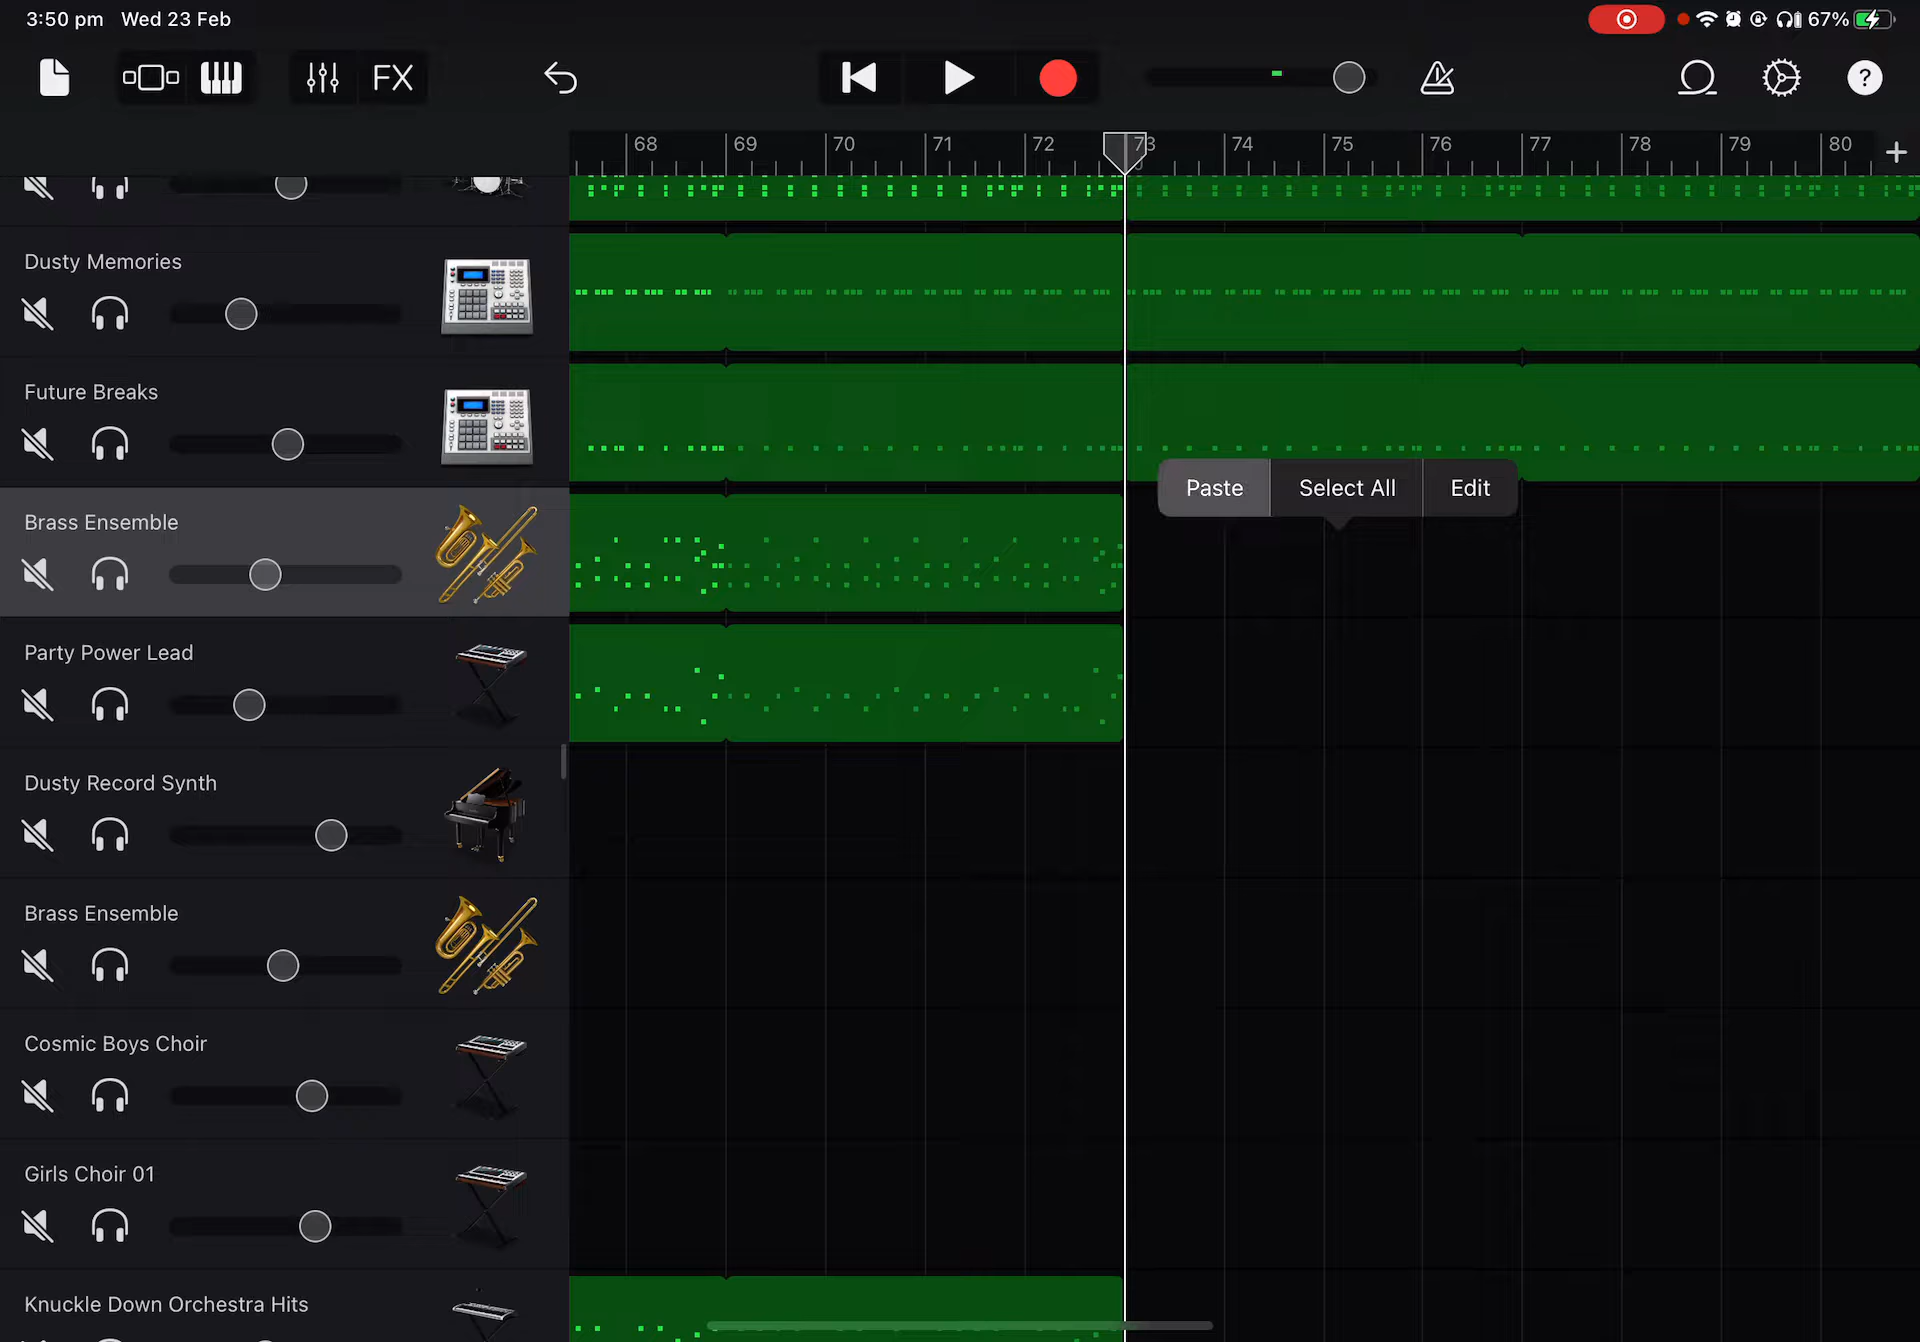 3:50 pm Wed 23 Feb
67%
FX
?
68 69 70 71 72 73 74 75 76 77 78 79 80 +
Dusty Memories
Future Breaks
Paste Select All Edit
Brass Ensemble
Party Power Lead
Dusty Record Synth
Brass Ensemble
Cosmic Boys Choir
Girls Choir 01
Knuckle Down Orchestra Hits